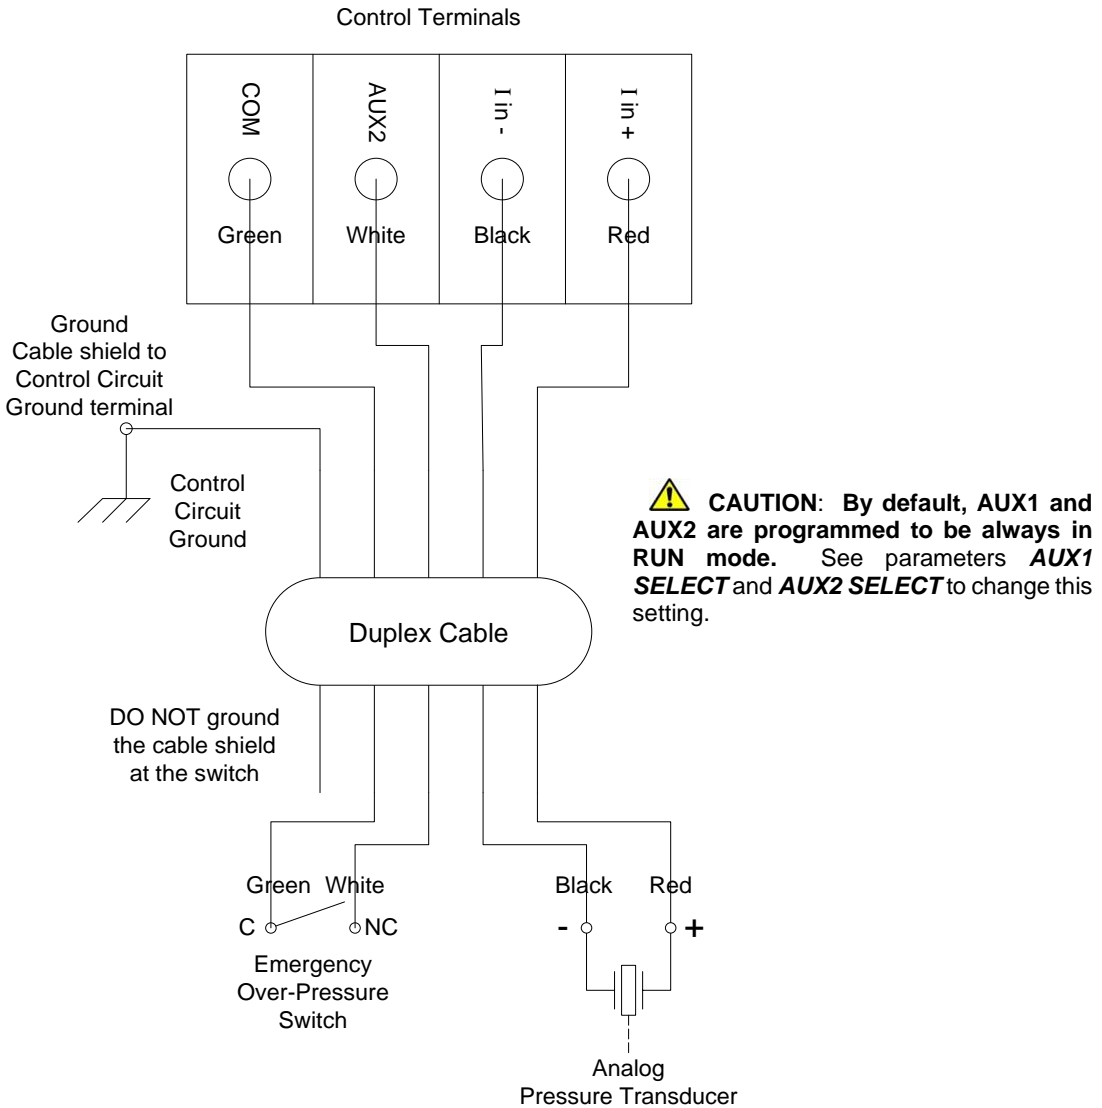 Control Terminals
COM
AUX2
I in -
I in +
Green
White
Black
Red
Ground
Cable shield to
Control Circuit
Ground terminal
Control
Circuit
Ground
CAUTION: By default, AUX1 and
AUX2 are programmed to be always in
RUN mode. See parameters AUX1
SELECT and AUX2 SELECT to change this
setting.
Duplex Cable
DO NOT ground
the cable shield
at the switch
Green White
Black Red
C NC
- +
Emergency
Over-Pressure
Switch
Analog
Pressure Transducer